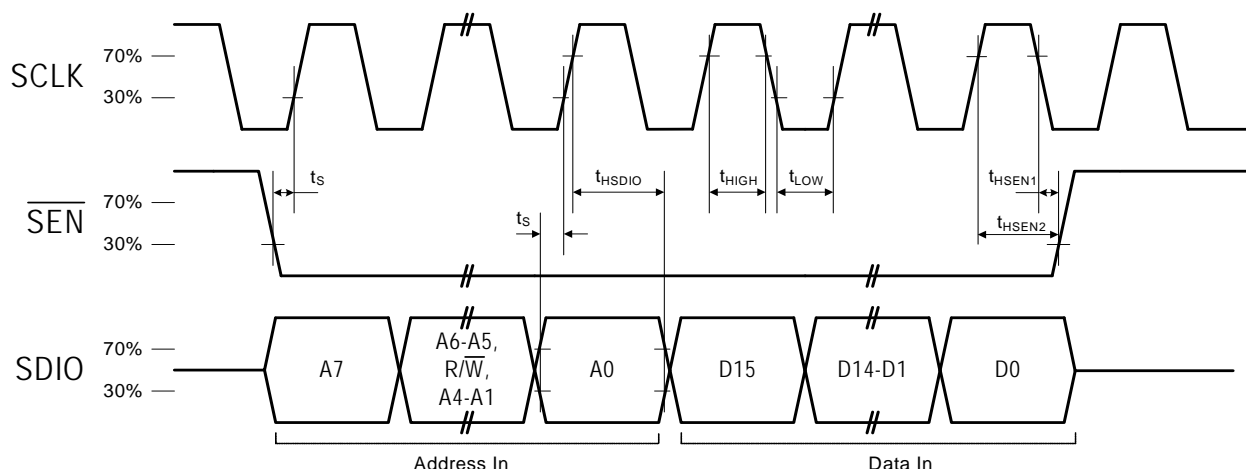 SCLK
70%
30%
SEN
70%
30%
tS
tS
tHSDIO
tHIGH
tLOW
tHSEN1
tHSEN2
SDIO
70%
30%
A7
A6-A5,
R/W,
A4-A1
A0
D15
D14-D1
D0
Address In
Data In